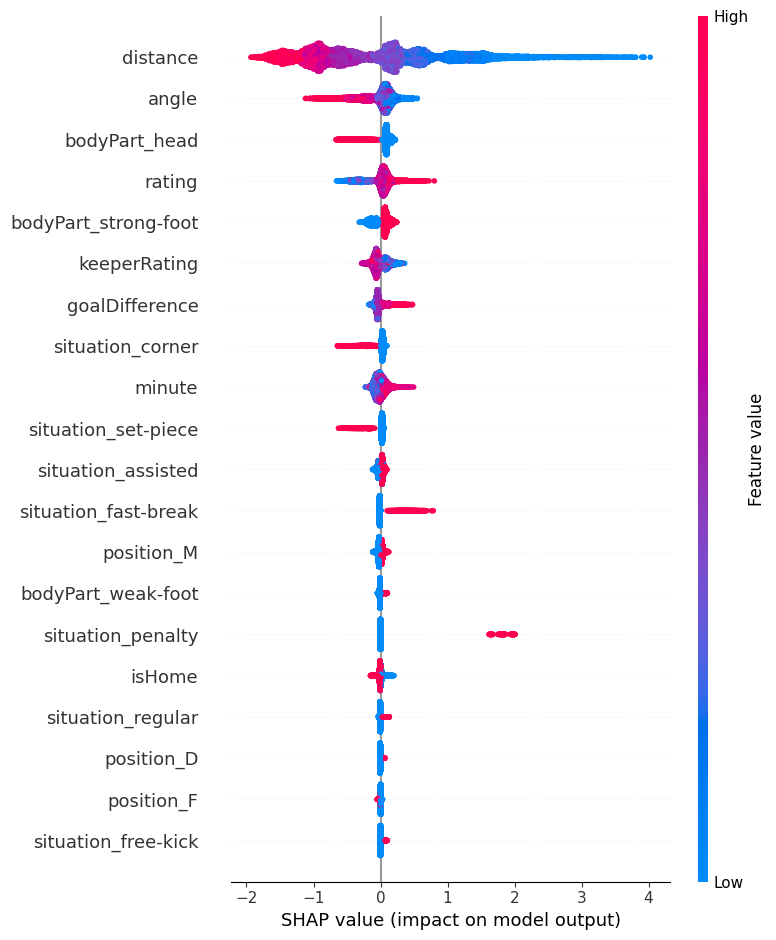 High
distance
angle
bodyPart_head
rating
bodyPart_strong-foot
keeperRating
goalDifference
situation_corner
minute
situation_set-piece
situation_assisted
situation_fast-break
position_M
bodyPart_weak-foot
situation_penalty
isHome
situation_regular
position_D
position_F
situation_free-kick
Feature value
Low
−2 −1 0 1 2 3 4
SHAP value (impact on model output)